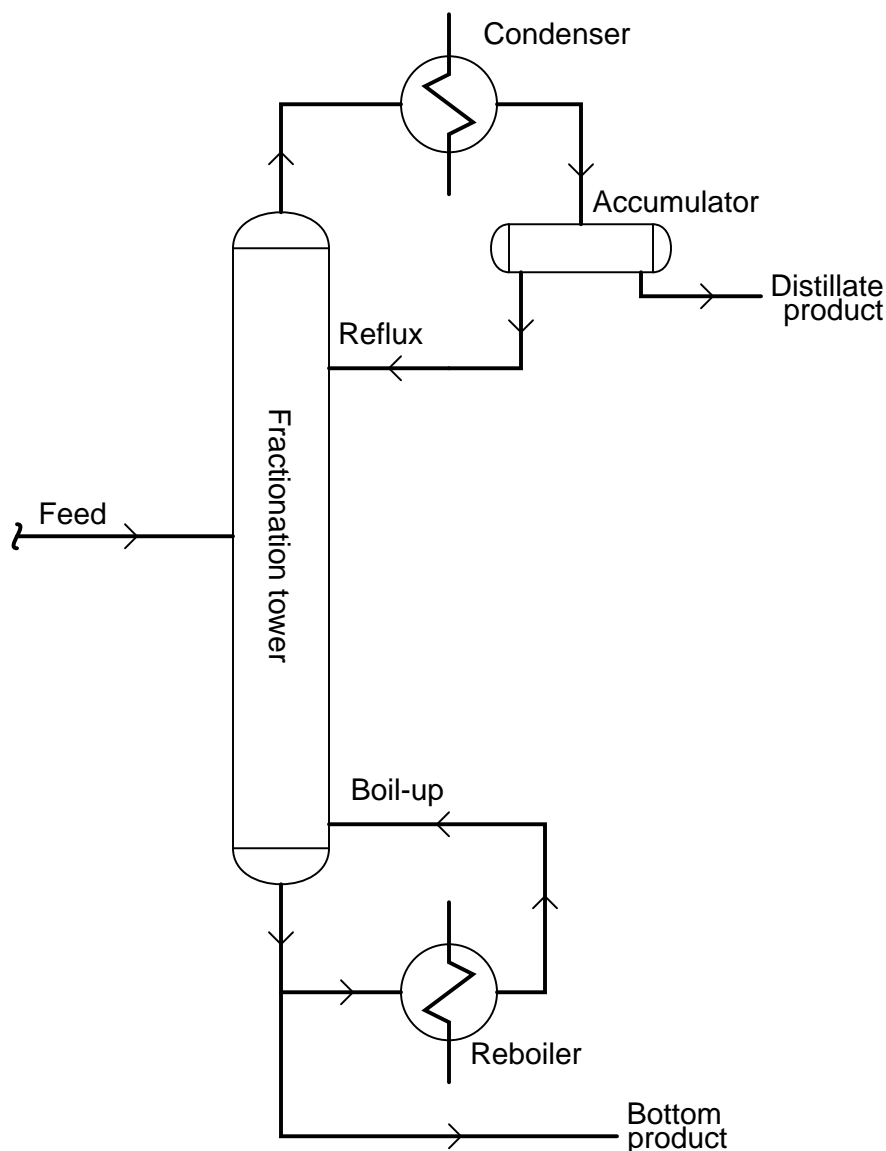 Condenser
Accumulator
Distillate
product
Reflux
Feed
Fractionation tower
Boil-up
Reboiler
Bottom
product